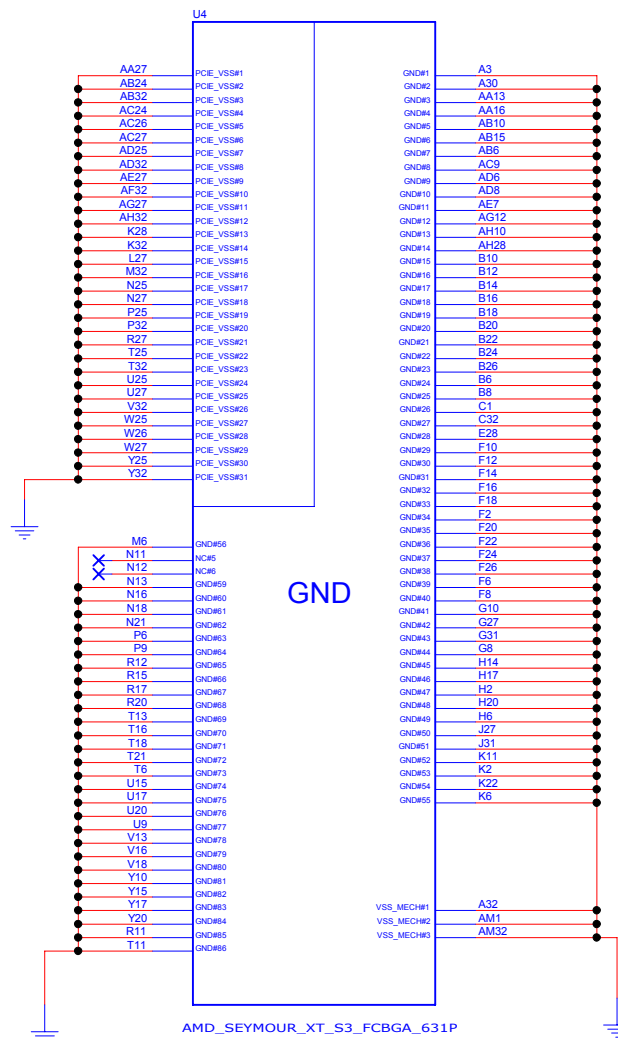 U4
AA27 PCIE_VSS#1 GND#1 A3
AB24 PCIE_VSS#2 GND#2 A30
AB32 PCIE_VSS#3 GND#3 AA13
AC24 PCIE_VSS#4 GND#4 AA16
AC26 PCIE_VSS#5 GND#5 AB10
AC27 PCIE_VSS#6 GND#6 AB15
AD25 PCIE_VSS#7 GND#7 AB6
AD32 PCIE_VSS#8 GND#8 AC9
AE27 PCIE_VSS#9 GND#9 AD6
AF32 PCIE_VSS#10 GND#10 AD8
AG27 PCIE_VSS#11 GND#11 AE7
AH32 PCIE_VSS#12 GND#12 AG12
K28 PCIE_VSS#13 GND#13 AH10
K32 PCIE_VSS#14 GND#14 AH28
L27 PCIE_VSS#15 GND#15 B10
M32 PCIE_VSS#16 GND#16 B12
N25 PCIE_VSS#17 GND#17 B14
N27 PCIE_VSS#18 GND#18 B16
P25 PCIE_VSS#19 GND#19 B18
P32 PCIE_VSS#20 GND#20 B20
R27 PCIE_VSS#21 GND#21 B22
T25 PCIE_VSS#22 GND#22 B24
T32 PCIE_VSS#23 GND#23 B26
U25 PCIE_VSS#24 GND#24 B6
U27 PCIE_VSS#25 GND#25 B8
V32 PCIE_VSS#26 GND#26 C1
W25 PCIE_VSS#27 GND#27 C32
W26 PCIE_VSS#28 GND#28 E28
W27 PCIE_VSS#29 GND#29 F10
Y25 PCIE_VSS#30 GND#30 F12
Y32 PCIE_VSS#31 GND#31 F14
GND#32 F16
GND#33 F18
GND#34 F2
GND#35 F20
M6 GND#56 GND#36 F22
N11 NC#5 GND#37 F24
N12 NC#6 GND#38 F26
N13 GND#59 GND#39 F6
N16 GND#60 GND#40 F8
N18 GND#61 GND#41 G10
N21 GND#62 GND#42 G27
P6 GND#63 GND#43 G31
P9 GND#64 GND#44 G8
R12 GND#65 GND#45 H14
R15 GND#66 GND#46 H17
R17 GND#67 GND#47 H2
R20 GND#68 GND#48 H20
T13 GND#69 GND#49 H6
T16 GND#70 GND#50 J27
T18 GND#71 GND#51 J31
T21 GND#72 GND#52 K11
T6 GND#73 GND#53 K2
U15 GND#74 GND#54 K22
U17 GND#75 GND#55 K6
U20 GND#76
U9 GND#77
V13 GND#78
V16 GND#79
V18 GND#80
Y10 GND#81
Y15 GND#82
Y17 GND#83 VSS_MECH#1 A32
Y20 GND#84 VSS_MECH#2 AM1
R11 GND#85 VSS_MECH#3 AM32
T11 GND#86
GND
AMD_SEYMOUR_XT_S3_FCBGA_631P